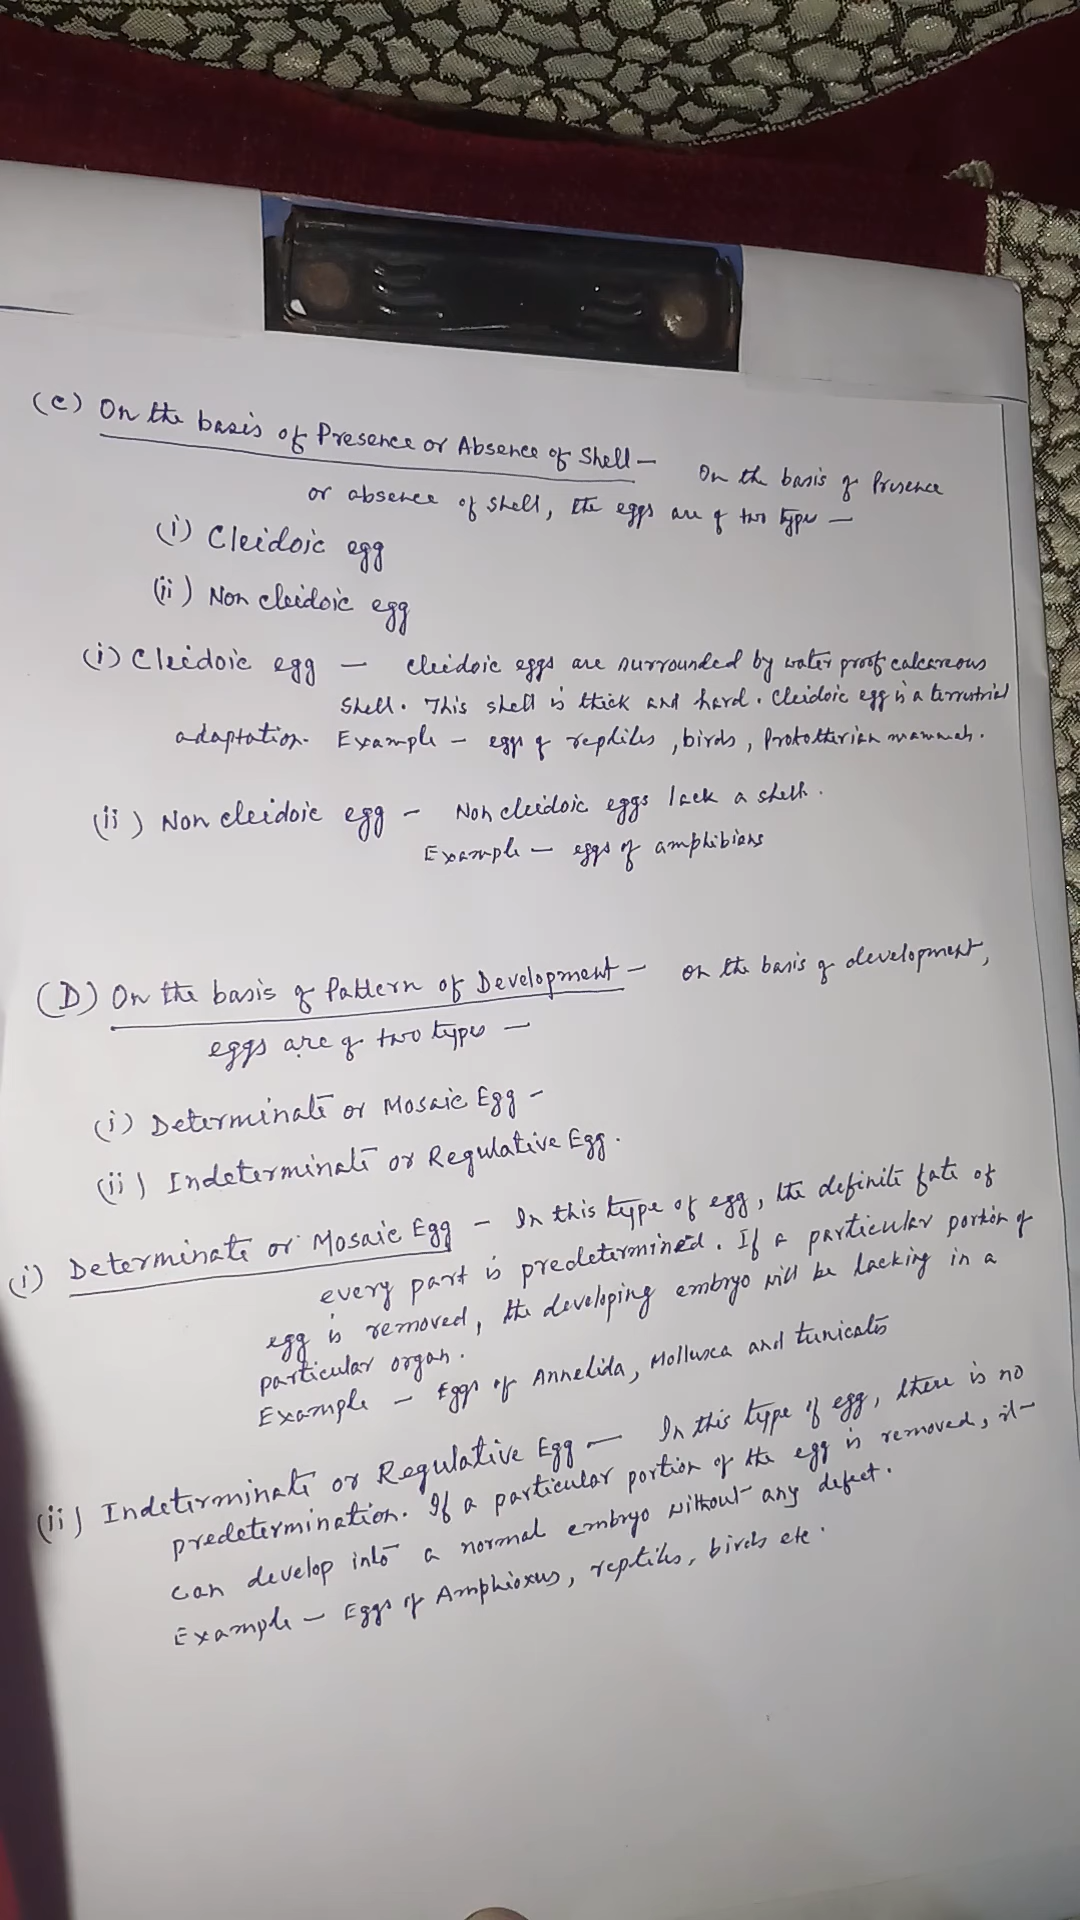 (C) On the basis of Presence or Absence of Shell — On the basis of Presence
or absence of shell, the eggs are of two types —
(i) Cleidoic egg
(ii) Non cleidoic egg
(i) Cleidoic egg — cleidoic eggs are surrounded by water proof calcareous
shell. This shell is thick and hard. Cleidoic egg is a terrestrial
adaptation. Example – eggs of reptiles, birds, Prototherian mammals.
(ii) Non cleidoic egg – Non cleidoic eggs lack a shell.
Example – eggs of amphibians
(D) On the basis of Pattern of Development – on the basis of development,
eggs are of two types —
(i) Determinate or Mosaic Egg –
(ii) Indeterminate or Regulative Egg.
(i) Determinate or Mosaic Egg – In this type of egg, the definite fate of
every part is predetermined. If a particular portion of
egg is removed, the developing embryo will be lacking in a
particular organ.
Example – Eggs of Annelida, Mollusca and tunicates
(ii) Indeterminate or Regulative Egg — In this type of egg, there is no
predetermination. If a particular portion of the egg is removed, it
can develop into a normal embryo without any defect.
Example – Eggs of Amphioxus, reptiles, birds etc.